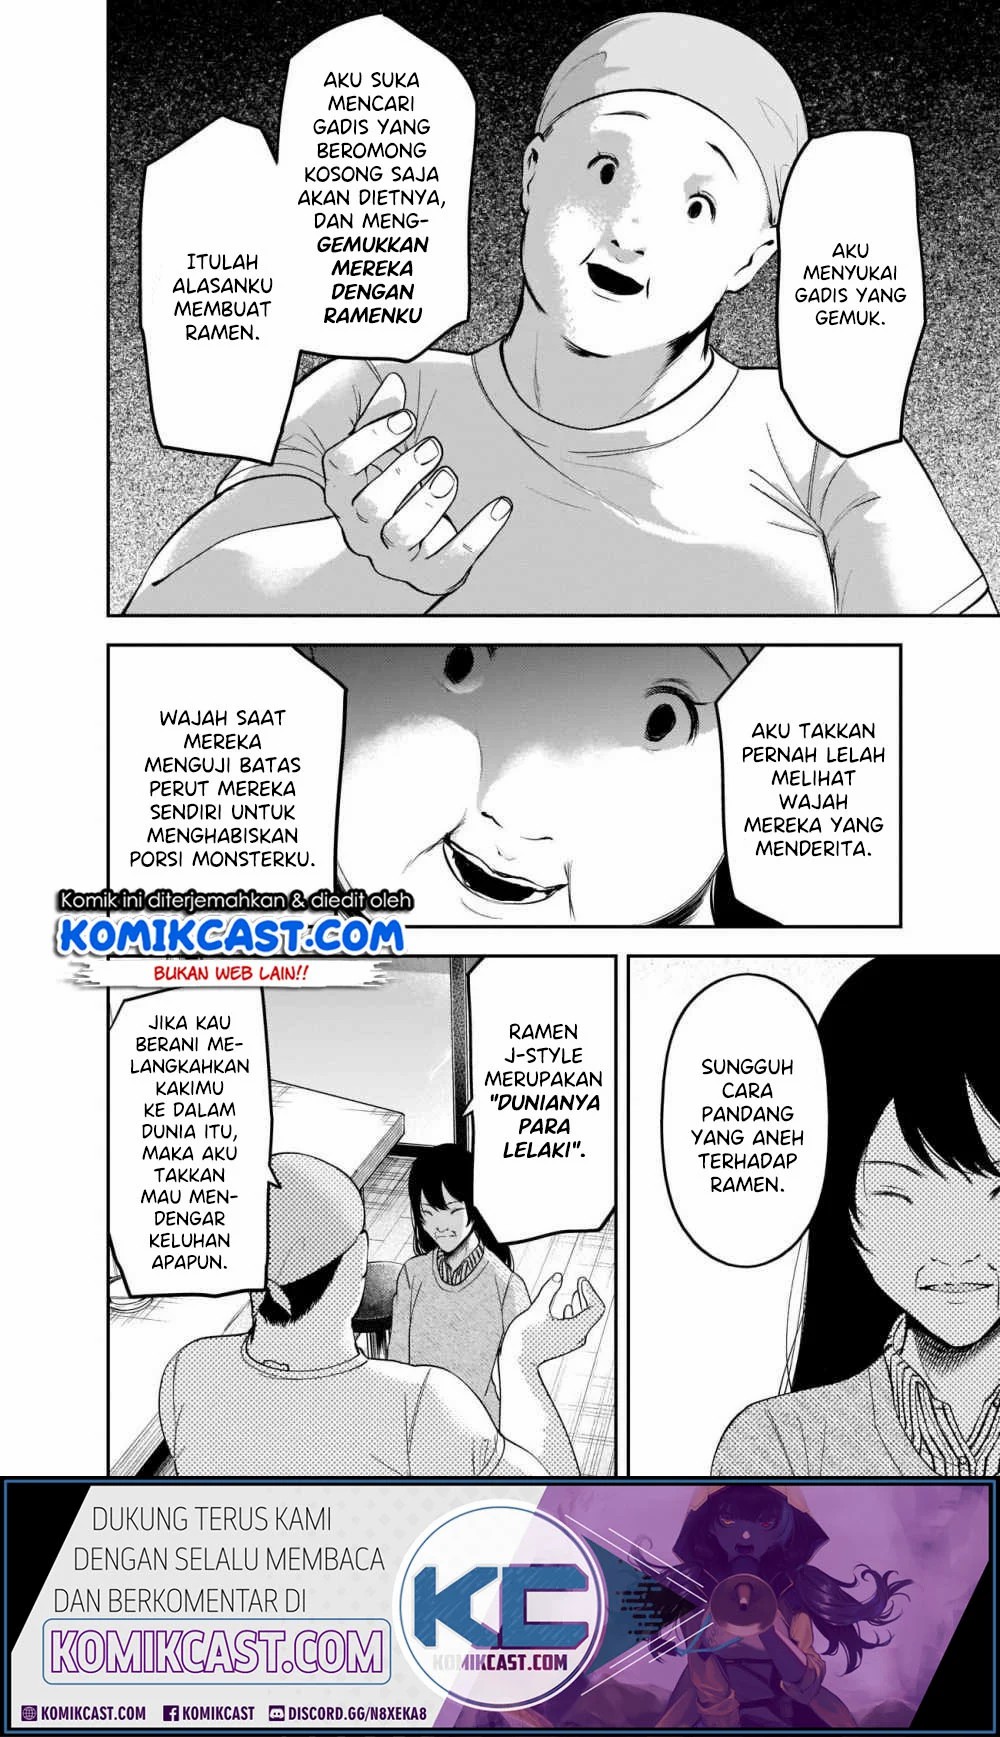 AKU
MENYUKAI
GADIS YANG
GEMUK.
AKU SUKA
MENCARI
GADIS YANG
BEROMONG
KOSONG SAJA
AKAN DIETNYA,
DAN MENG-
GEMUKKAN
MEREKA
DENGAN
RAMENKU
ITULAH
ALASANKU
MEMBUAT
RAMEN.
AKU TAKKAN
PERNAH LELAH
MELIHAT
WAJAH
MEREKA YANG
MENDERITA.
WAJAH SAAT
MEREKA
MENGUJI BATAS
PERUT MEREKA
SENDIRI UNTUK
MENGHABISKAN
PORSI MONSTERKU.
Komik ini diterjemahkan & diedit oleh
KOMIKCAST.COM
BUKAN WEB LAIN!!
SUNGGUH
CARA
PANDANG
YANG ANEH
TERHADAP
RAMEN.
RAMEN
J-STYLE
MERUPAKAN
"DUNIANYA
PARA
LELAKI".
JIKA KAU
BERANI ME-
LANGKAHKAN
KAKIMU
KE DALAM
DUNIA ITU,
MAKA AKU
TAKKAN
MAU MEN-
DENGAR
KELUHAN
APAPUN.
DUKUNG TERUS KAMI
DENGAN SELALU MEMBACA
DAN BERKOMENTAR DI
KOMIKCAST.COM
KC
KOMIKCAST.COM
KOMIKCAST.COM KOMIKCAST DISCORD.GG/N8XEKA8